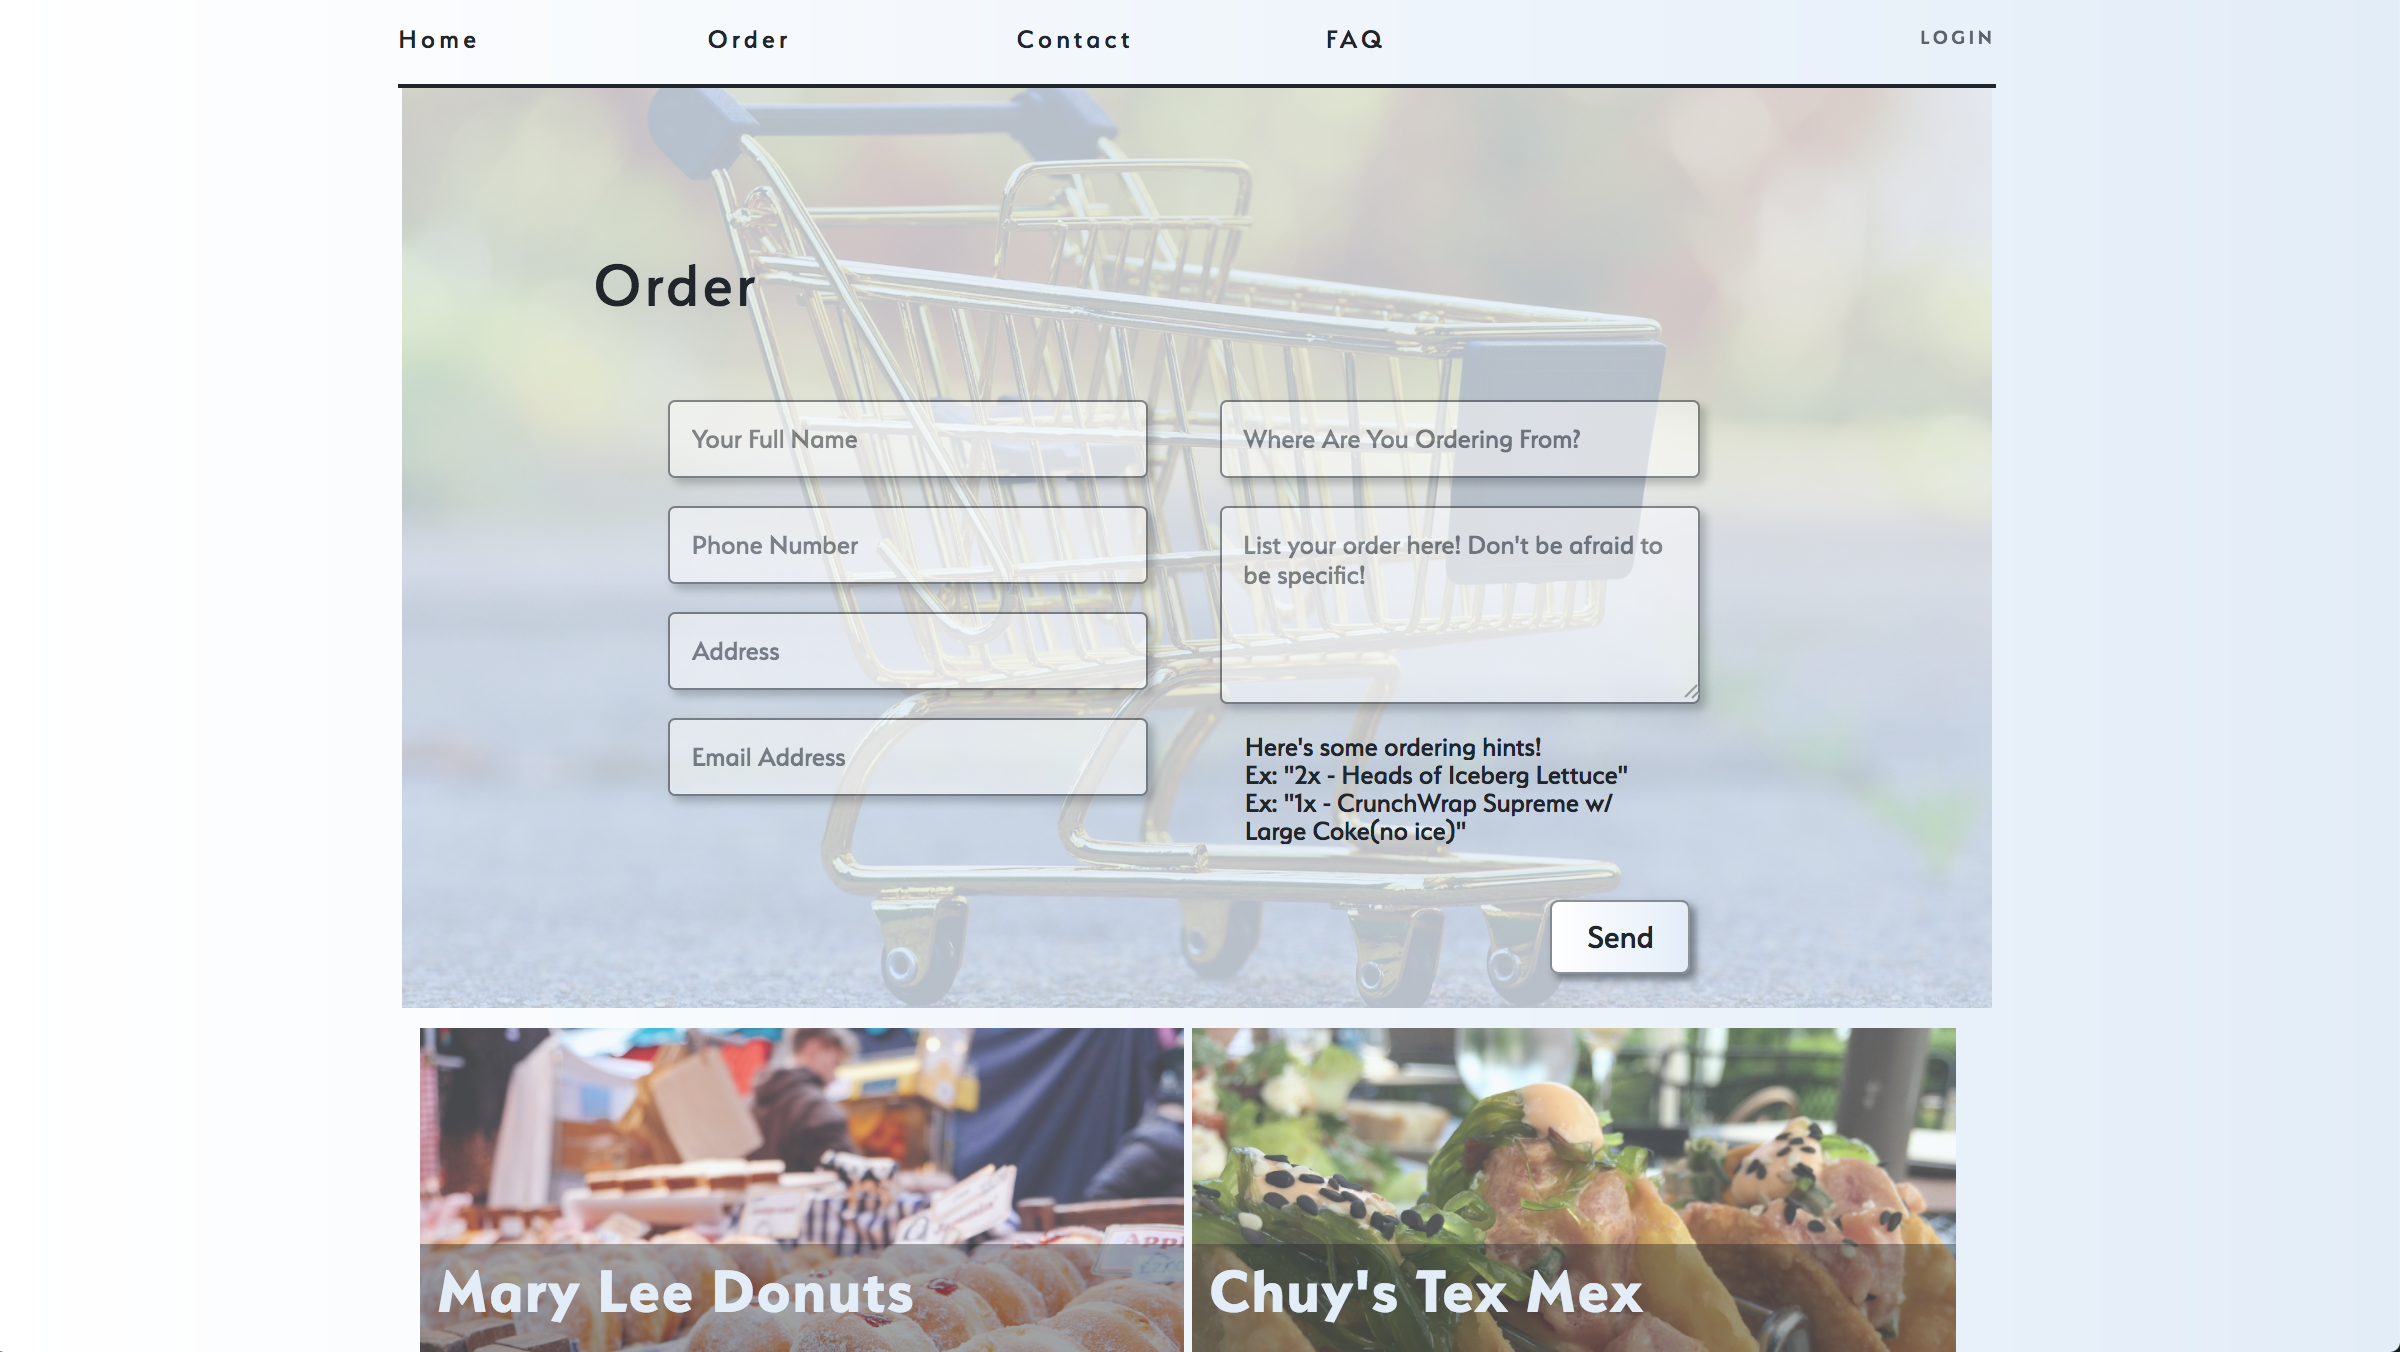 Home
Order
Contact
FAQ
LOGIN
Order
Your Full Name
Phone Number
Address
Email Address
Where Are You Ordering From?
List your order here! Don't be afraid to
be specific!
Here's some ordering hints!
Ex: "2x - Heads of Iceberg Lettuce"
Ex: "1x - CrunchWrap Supreme w/
Large Coke(no ice)"
Send
Mary Lee Donuts
Chuy's Tex Mex